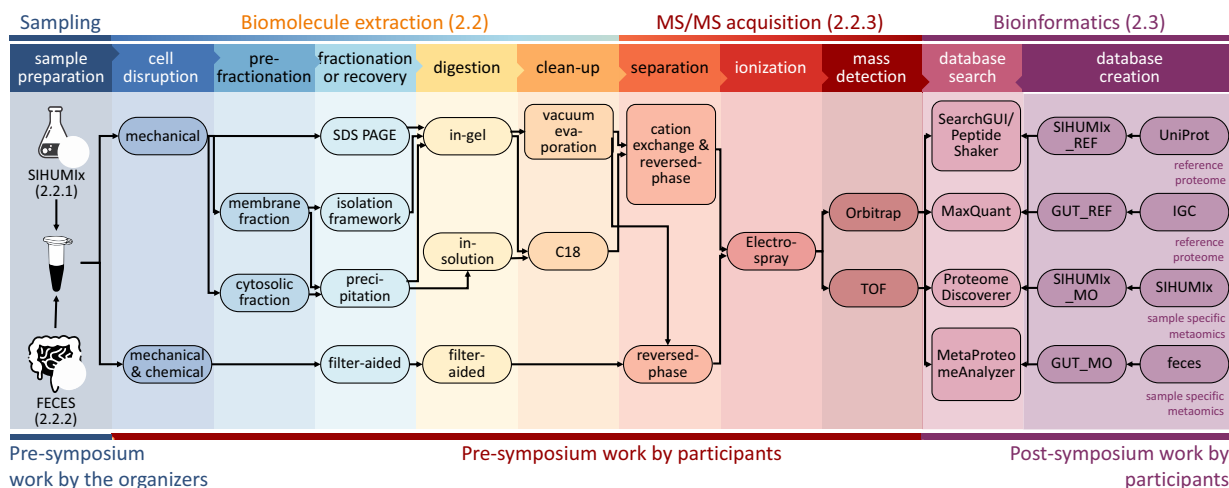 Sampling
Biomolecule extraction (2.2)
MS/MS acquisition (2.2.3)
Bioinformatics (2.3)
sample
preparation
cell
disruption
pre-
fractionation
fractionation
or recovery
digestion
clean-up
separation
ionization
mass
detection
database
search
database
creation
SIHUMIx
(2.2.1)
FECES
(2.2.2)
mechanical
mechanical
& chemical
membrane
fraction
cytosolic
fraction
SDS PAGE
isolation
framework
preci-
pitation
filter-aided
in-gel
in-
solution
filter-
aided
vacuum
eva-
poration
C18
cation
exchange &
reversed-
phase
reversed-
phase
Electro-
spray
Orbitrap
TOF
SearchGUI/
Peptide
Shaker
MaxQuant
Proteome
Discoverer
MetaProteo
meAnalyzer
SIHUMIx
_REF
GUT_REF
SIHUMIx
_MO
GUT_MO
UniProt
reference
proteome
IGC
reference
proteome
SIHUMIx
sample specific
metaomics
feces
sample specific
metaomics
Pre-symposium
work by the organizers
Pre-symposium work by participants
Post-symposium work by
participants